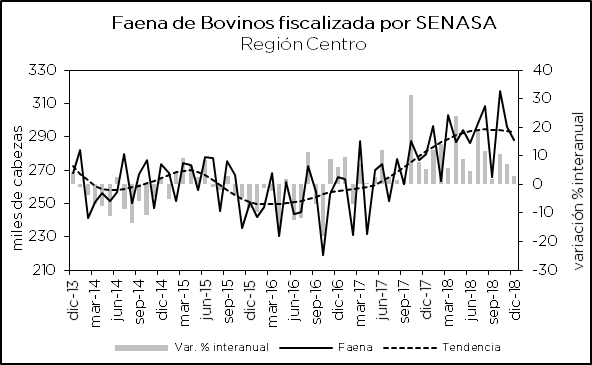 Faena de Bovinos fiscalizada por SENASA
Región Centro
miles de cabezas
330
310
290
270
250
230
210
40
30
20
10
0
-10
-20
-30
variación % interanual
dic-13
mar-14
jun-14
sep-14
dic-14
mar-15
jun-15
sep-15
dic-15
mar-16
jun-16
sep-16
dic-16
mar-17
jun-17
sep-17
dic-17
mar-18
jun-18
sep-18
dic-18
Var. % interanual
Faena
Tendencia